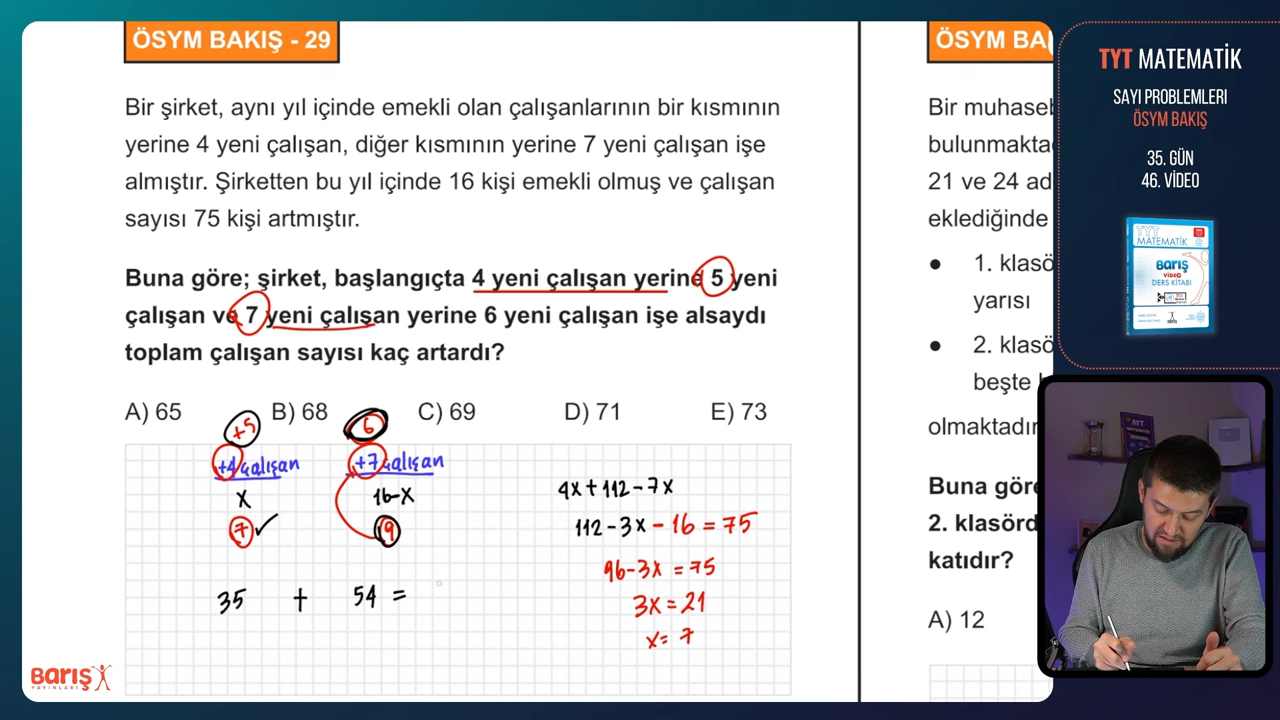 ÖSYM BAKIŞ - 29
Bir şirket, aynı yıl içinde emekli olan çalışanlarının bir kısmının
yerine 4 yeni çalışan, diğer kısmının yerine 7 yeni çalışan işe
almıştır. Şirketten bu yıl içinde 16 kişi emekli olmuş ve çalışan
sayısı 75 kişi artmıştır.
Buna göre; şirket, başlangıçta 4 yeni çalışan yerine 5 yeni
çalışan ve 7 yeni çalışan yerine 6 yeni çalışan işe alsaydı
toplam çalışan sayısı kaç artardı?
A) 65 B) 68 C) 69 D) 71 E) 73
+5 6
+4 çalışan +7 çalışan
x 16-x
7 9
35 + 54 =
4x+112-7x
112-3x-16=75
96-3x=75
3x=21
x=7
BARIŞ
YAYINLARI
ÖSYM BA
Bir muhase
bulunmakta
21 ve 24 ad
eklediğinde
● 1. klasö
yarısı
● 2. klasö
beşte
olmaktadır
Buna göre
2. klasörd
katıdır?
A) 12
TYT MATEMATİK
SAYI PROBLEMLERI
ÖSYM BAKIŞ
35. GÜN
46. VİDEO
TYT
MATEMATİK
BARIŞ
VİDEO
DERS KİTABI